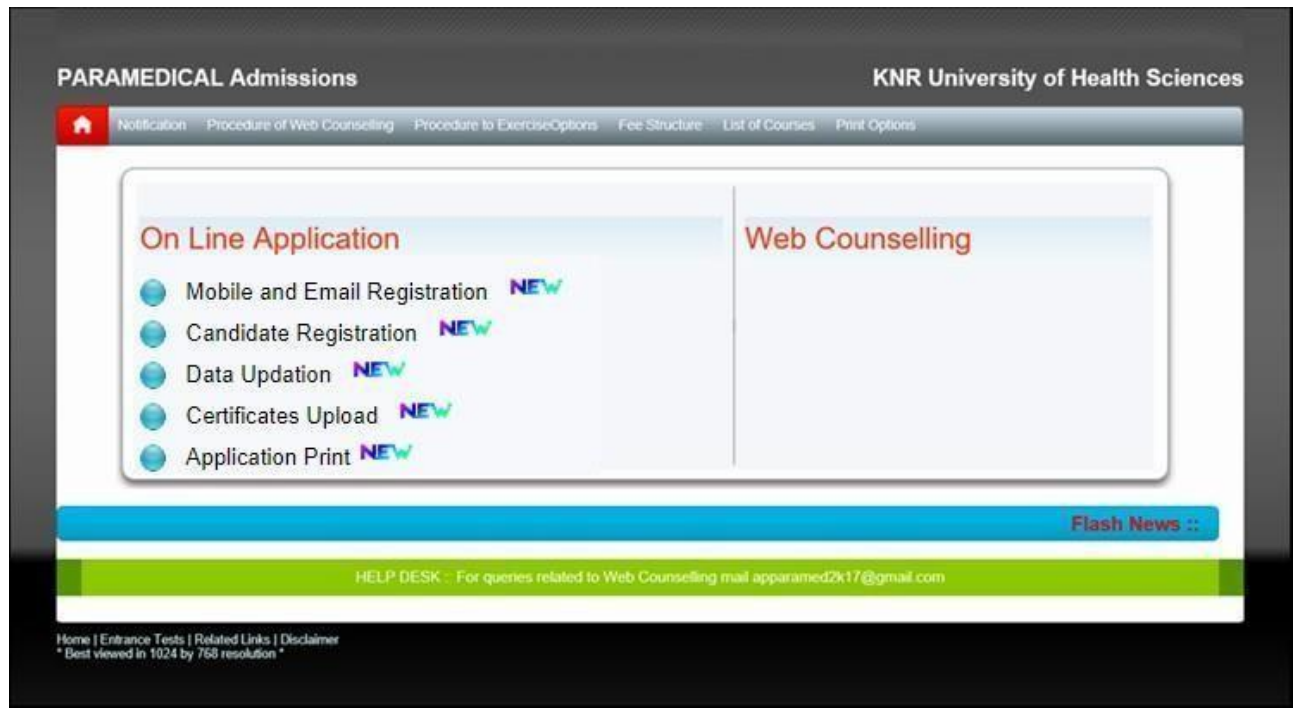 PARAMEDICAL Admissions
KNR University of Health Sciences
Notification Procedure of Web Counselling Procedure to ExerciseOptions Fee Structure List of Courses Print Options
On Line Application
Mobile and Email Registration NEW
Candidate Registration NEW
Data Updation NEW
Certificates Upload NEW
Application Print NEW
Web Counselling
Flash News ::
HELP DESK :: For queries related to Web Counselling mail apparamed2k17@gmail.com
Home | Entrance Tests | Related Links | Disclaimer
* Best viewed in 1024 by 768 resolution *